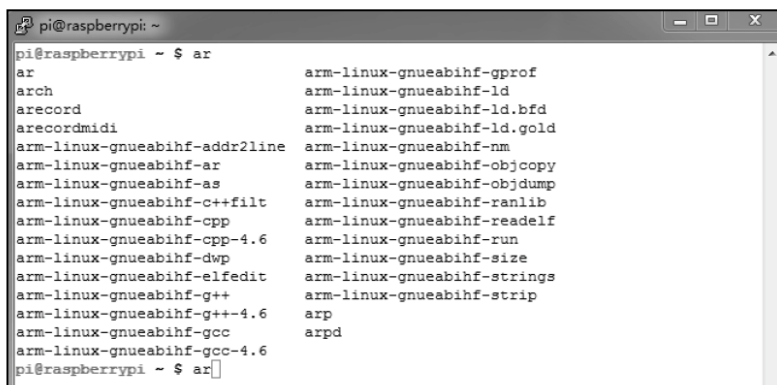 pi@raspberrypi: ~
pi@raspberrypi ~ $ ar
ar arm-linux-gnueabihf-gprof
arch arm-linux-gnueabihf-ld
arecord arm-linux-gnueabihf-ld.bfd
arecordmidi arm-linux-gnueabihf-ld.gold
arm-linux-gnueabihf-addr2line arm-linux-gnueabihf-nm
arm-linux-gnueabihf-ar arm-linux-gnueabihf-objcopy
arm-linux-gnueabihf-as arm-linux-gnueabihf-objdump
arm-linux-gnueabihf-c++filt arm-linux-gnueabihf-ranlib
arm-linux-gnueabihf-cpp arm-linux-gnueabihf-readelf
arm-linux-gnueabihf-cpp-4.6 arm-linux-gnueabihf-run
arm-linux-gnueabihf-dwp arm-linux-gnueabihf-size
arm-linux-gnueabihf-elfedit arm-linux-gnueabihf-strings
arm-linux-gnueabihf-g++ arm-linux-gnueabihf-strip
arm-linux-gnueabihf-g++-4.6 arp
arm-linux-gnueabihf-gcc arpd
arm-linux-gnueabihf-gcc-4.6
pi@raspberrypi ~ $ ar